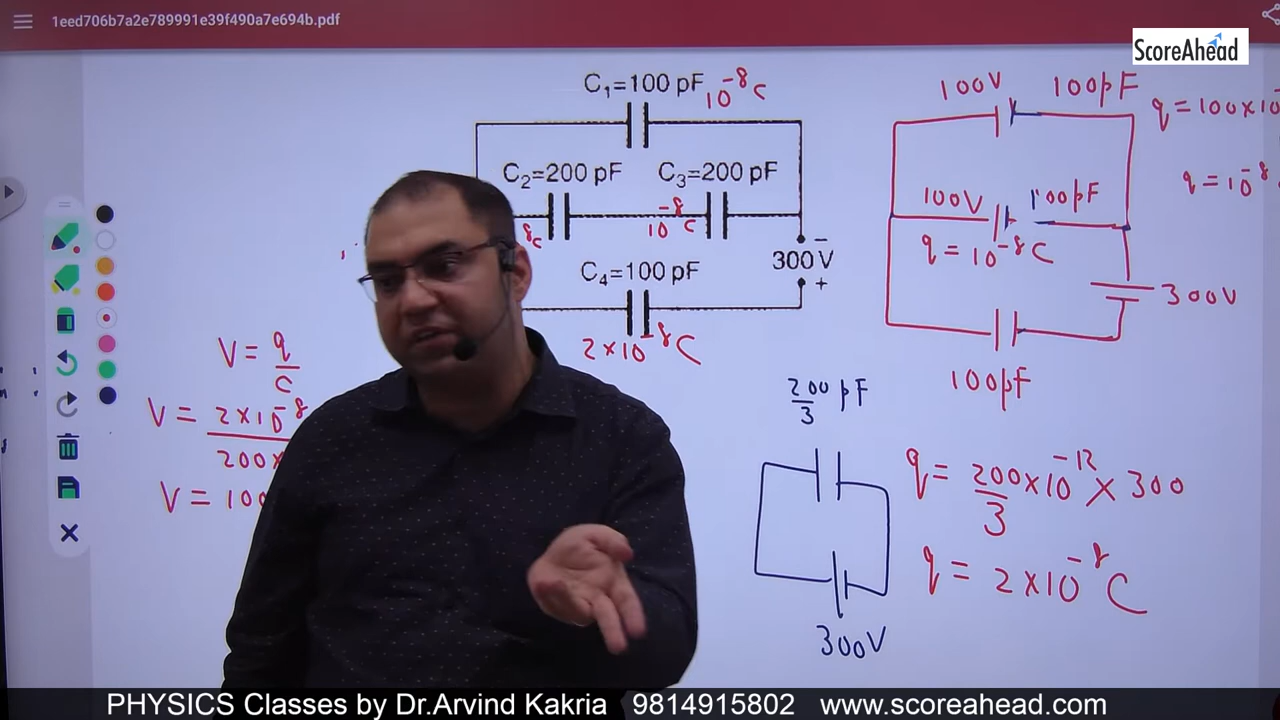 1eed706b7a2e789991e39f490a7e694b.pdf
ScoreAhead
C₁=100 pF
10⁻⁸ C
C₂=200 pF
C₃=200 pF
8C
10⁻⁸ C
300 V
−
+
C₄=100 pF
2×10⁻⁸ C
100V
100pF
q = 100×10
q = 10⁻⁸
100V
100pF
q = 10⁻⁸C
300V
100pF
V = q/C
V = 2×10⁻⁸
200×
V = 100
200/3 pF
300V
q = 200/3 ×10⁻¹² × 300
q = 2×10⁻⁸ C
PHYSICS Classes by Dr.Arvind Kakria 9814915802 www.scoreahead.com